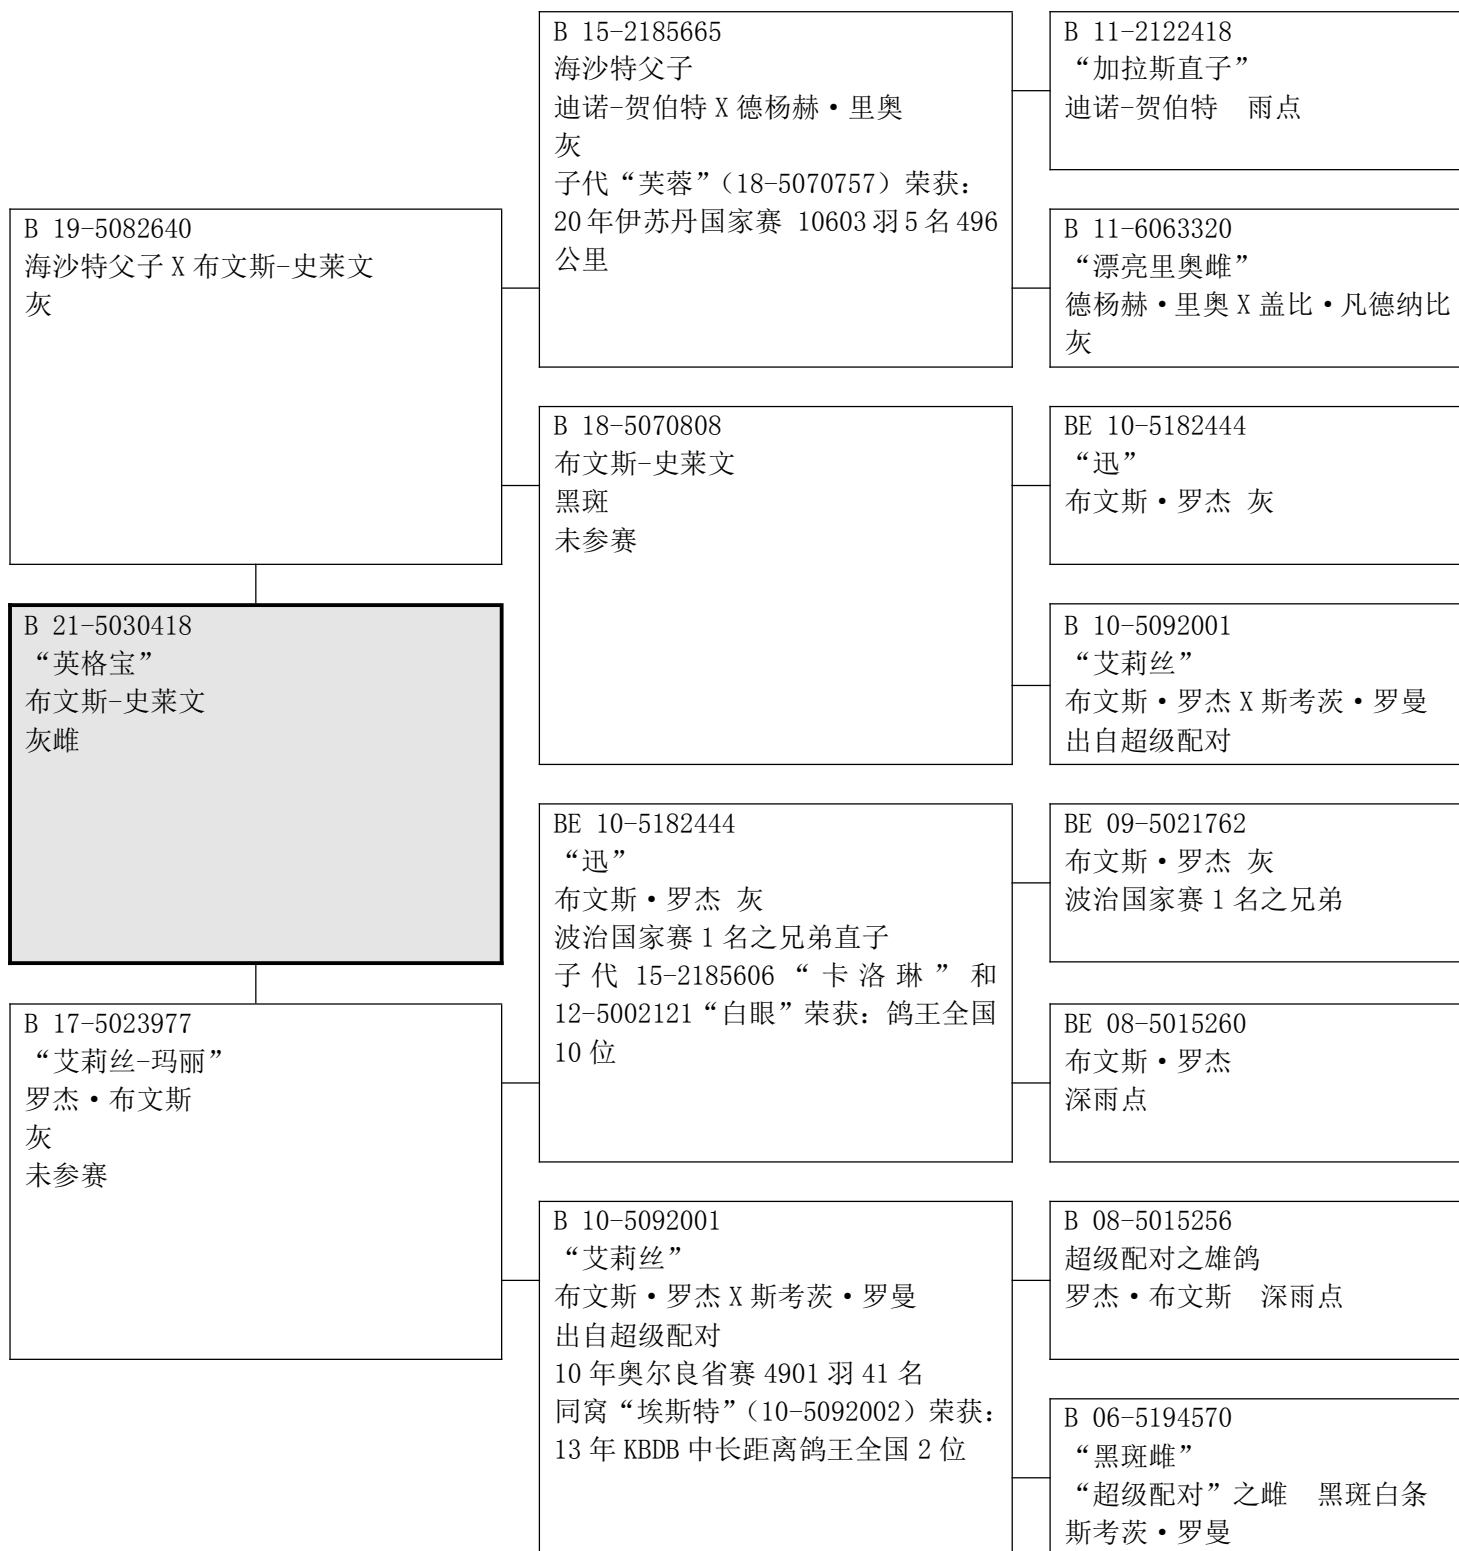 B 19-5082640
海沙特父子 X 布文斯-史莱文
灰
B 21-5030418
“英格宝”
布文斯-史莱文
灰雌
B 17-5023977
“艾莉丝-玛丽”
罗杰·布文斯
灰
未参赛
B 15-2185665
海沙特父子
迪诺-贺伯特 X 德杨赫·里奥
灰
子代“芙蓉”（18-5070757）荣获：
20 年伊苏丹国家赛 10603 羽 5 名 496
公里
B 18-5070808
布文斯-史莱文
黑斑
未参赛
BE 10-5182444
“迅”
布文斯·罗杰 灰
波治国家赛 1 名之兄弟直子
子代 15-2185606 “卡洛琳” 和
12-5002121“白眼”荣获：鸽王全国
10 位
B 10-5092001
“艾莉丝”
布文斯·罗杰 X 斯考茨·罗曼
出自超级配对
10 年奥尔良省赛 4901 羽 41 名
同窝“埃斯特”（10-5092002）荣获：
13 年 KBDB 中长距离鸽王全国 2 位
B 11-2122418
“加拉斯直子”
迪诺-贺伯特 雨点
B 11-6063320
“漂亮里奥雌”
德杨赫·里奥 X 盖比·凡德纳比
灰
BE 10-5182444
“迅”
布文斯·罗杰 灰
B 10-5092001
“艾莉丝”
布文斯·罗杰 X 斯考茨·罗曼
出自超级配对
BE 09-5021762
布文斯·罗杰 灰
波治国家赛 1 名之兄弟
BE 08-5015260
布文斯·罗杰
深雨点
B 08-5015256
超级配对之雄鸽
罗杰·布文斯 深雨点
B 06-5194570
“黑斑雌”
“超级配对”之雌 黑斑白条
斯考茨·罗曼